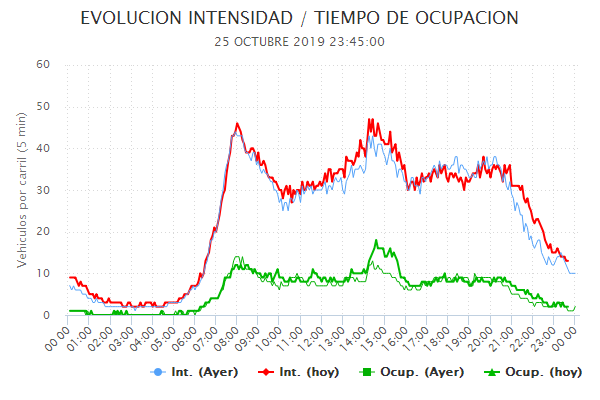 EVOLUCION INTENSIDAD / TIEMPO DE OCUPACION
25 OCTUBRE 2019 23:45:00
Vehiculos por carril (5 min)
60
50
40
30
20
10
0
00:00 01:00 02:00 03:00 04:00 05:00 06:00 07:00 08:00 09:00 10:00 11:00 12:00 13:00 14:00 15:00 16:00 17:00 18:00 19:00 20:00 21:00 22:00 23:00 00:00
Int. (Ayer) Int. (hoy) Ocup. (Ayer) Ocup. (hoy)